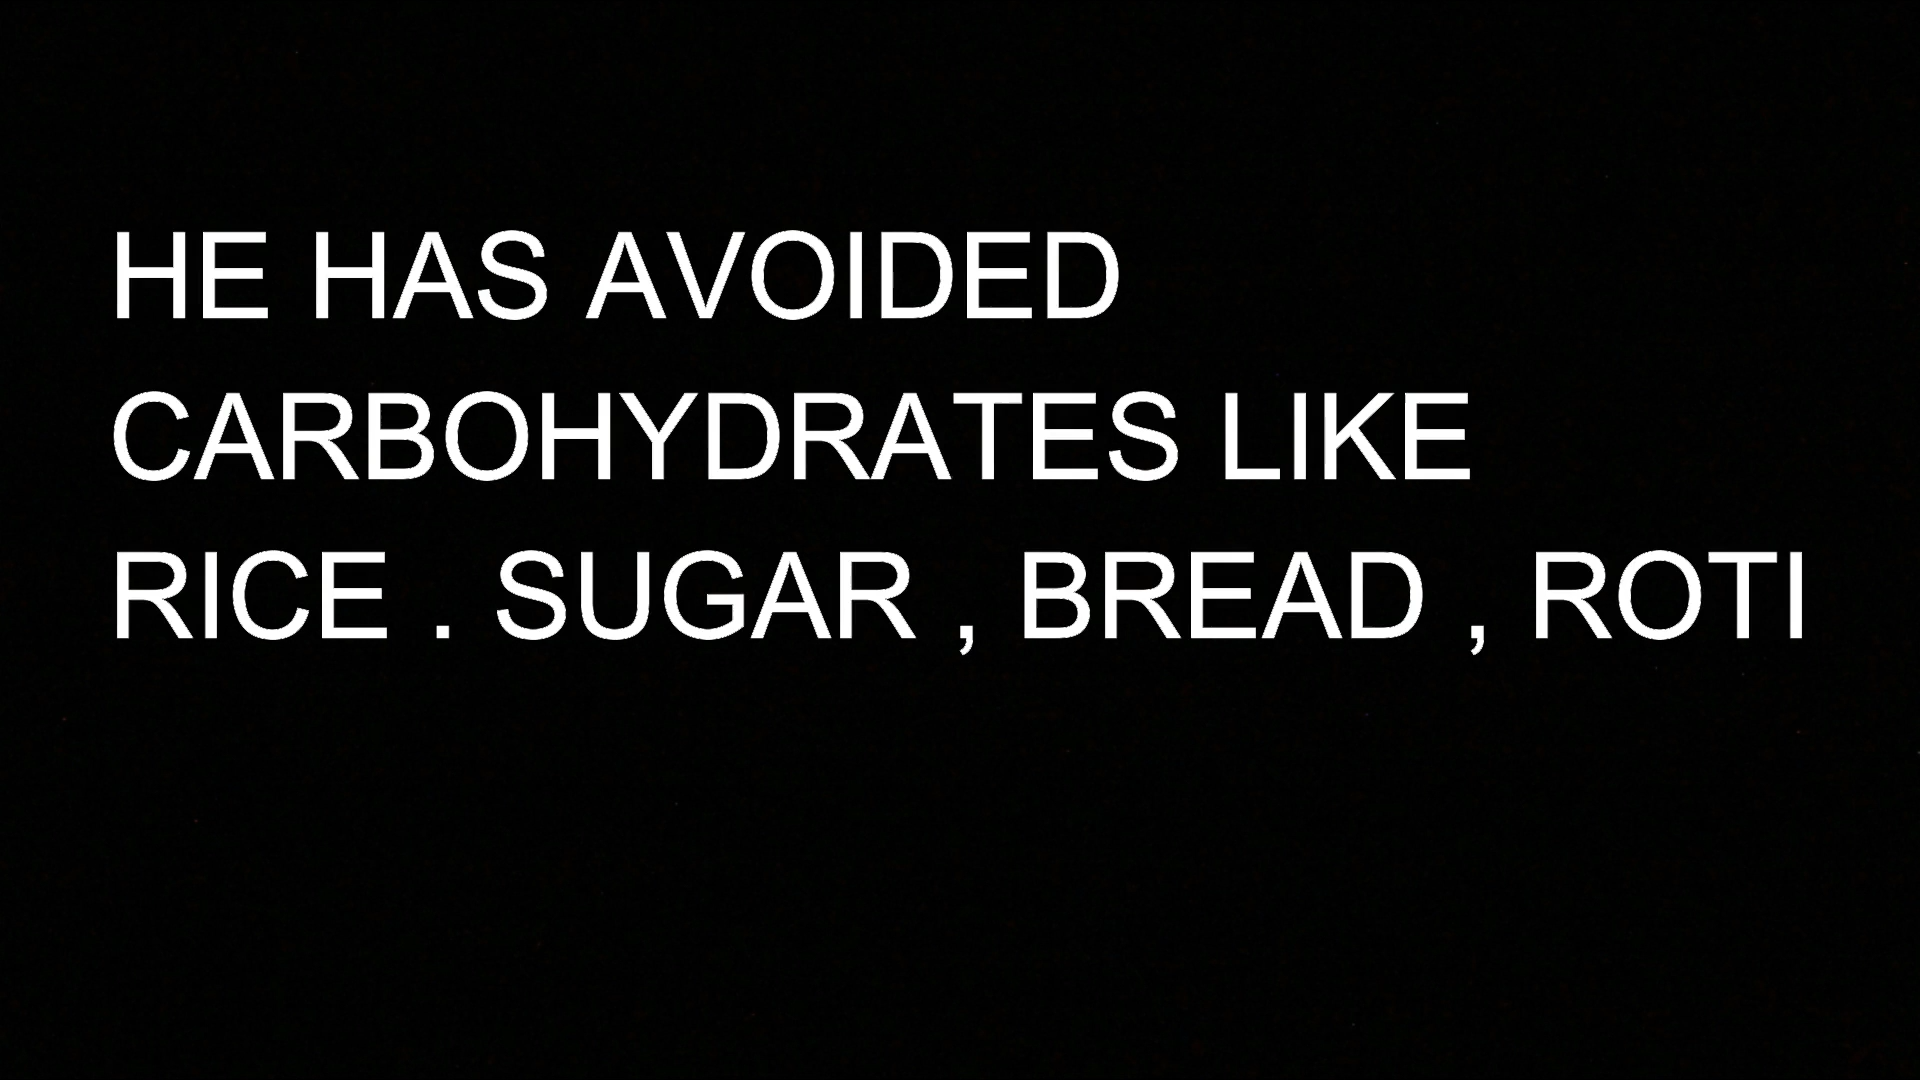 HE HAS AVOIDED
CARBOHYDRATES LIKE
RICE . SUGAR , BREAD , ROTI